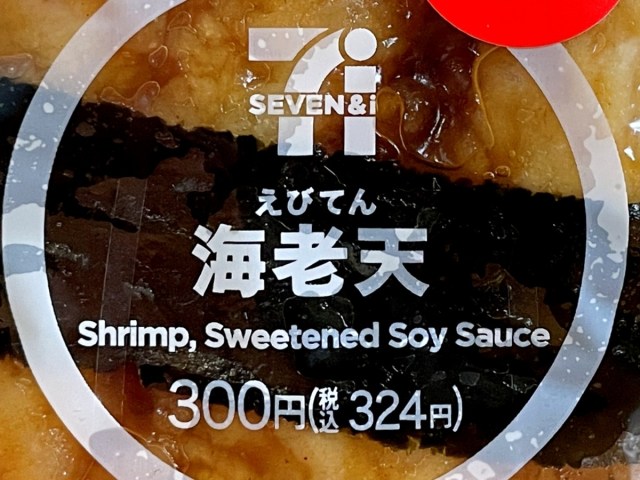 7i
SEVEN&i
えびてん
海老天
Shrimp, Sweetened Soy Sauce
300円(税込 324円)